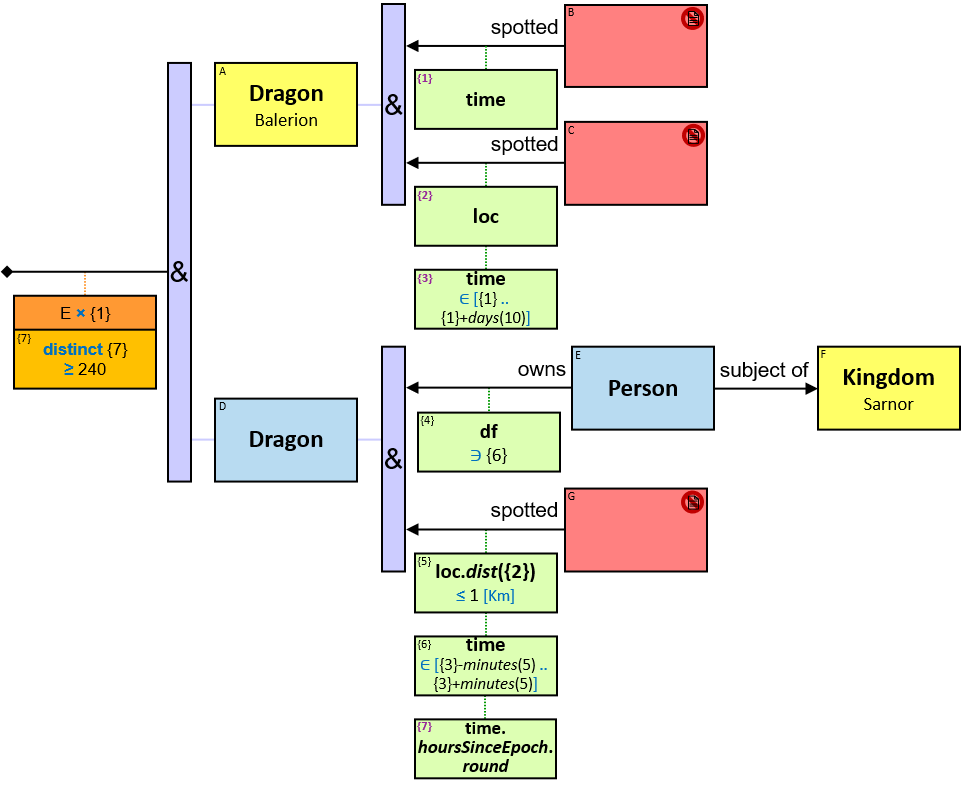 B
spotted
A
Dragon
Balerion
&
{1}
time
C
spotted
{2}
loc
{3}
time
∈ [{1} ..
{1}+days(10)]
&
E × {1}
{7}
distinct {7}
≥ 240
E
owns
Person
subject of
F
Kingdom
Sarnor
D
Dragon
&
{4}
df
∋ {6}
G
spotted
{5}
loc.dist({2})
≤ 1 [Km]
{6}
time
∈ [{3}-minutes(5) ..
{3}+minutes(5)]
{7}
time.
hoursSinceEpoch.
round